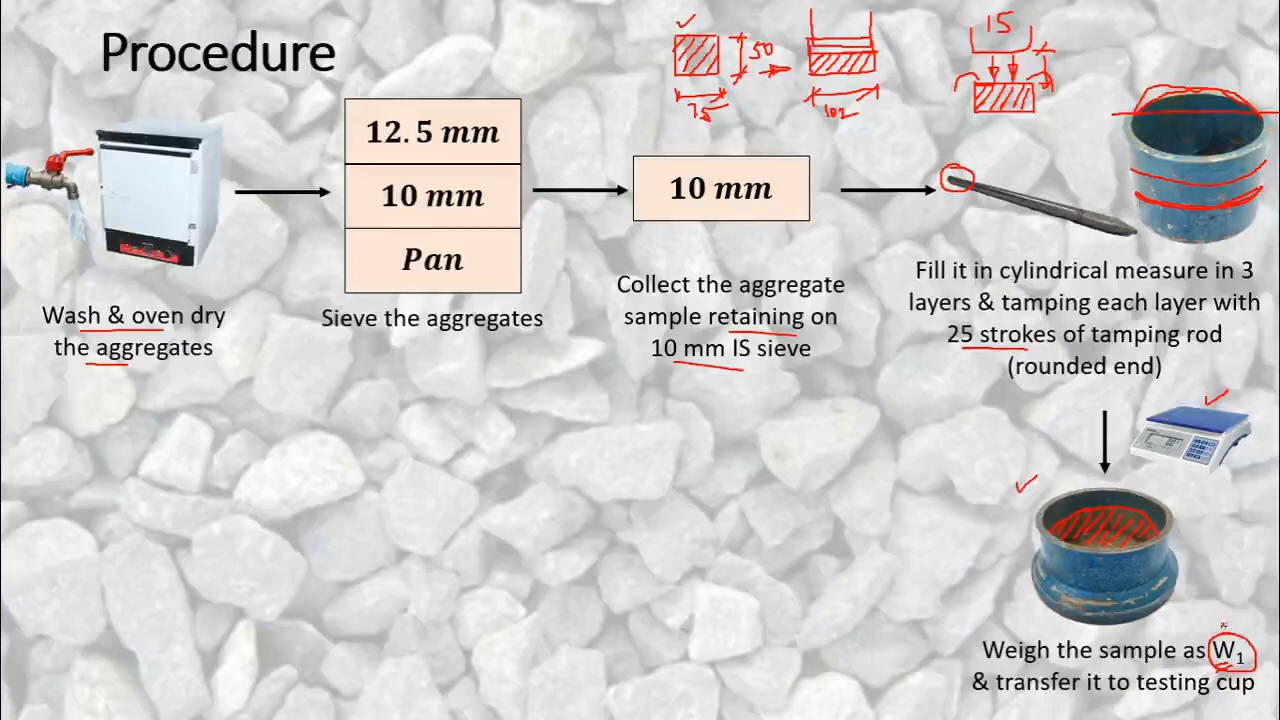 Procedure
50
75
102
15
12.5 mm
10 mm
Pan
10 mm
Wash & oven dry
the aggregates
Sieve the aggregates
Collect the aggregate
sample retaining on
10 mm IS sieve
Fill it in cylindrical measure in 3
layers & tamping each layer with
25 strokes of tamping rod
(rounded end)
Weigh the sample as W₁
& transfer it to testing cup